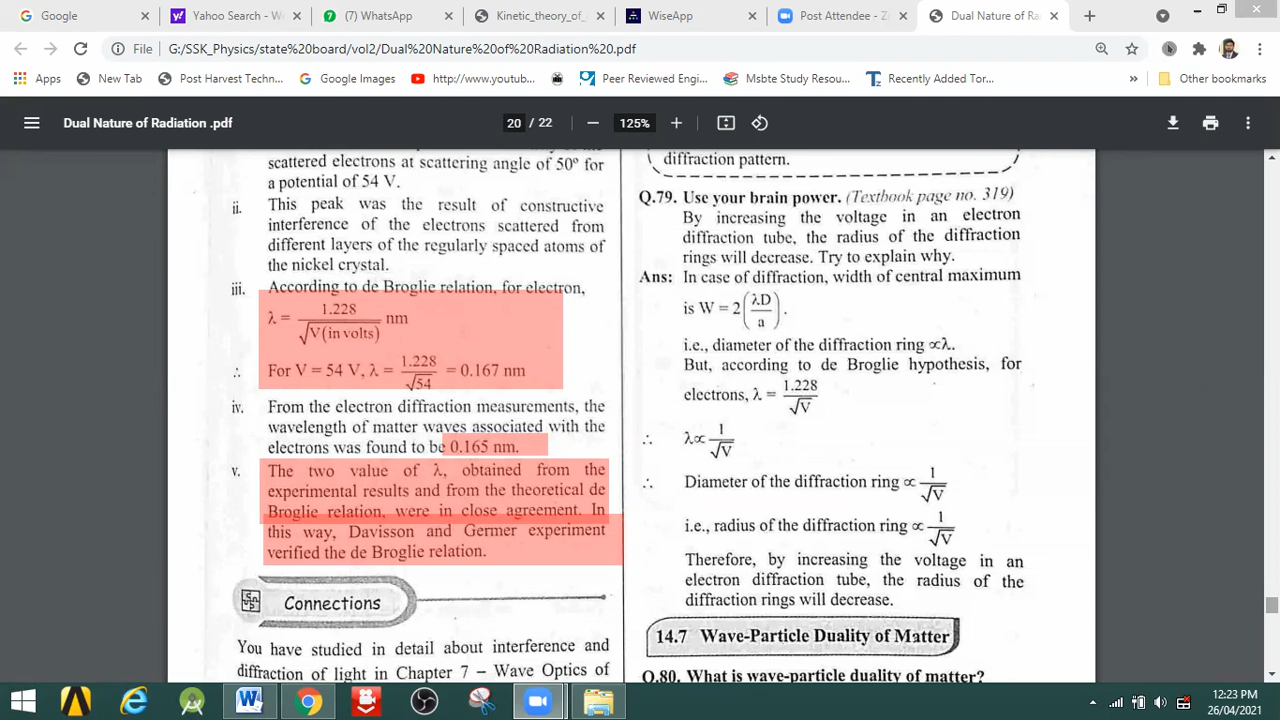 Google
Yahoo Search - W
(7) WhatsApp
Kinetic_theory_of_
WiseApp
Post Attendee - Z
Dual Nature of Ra
File G:/SSK_Physics/state%20board/vol2/Dual%20Nature%20of%20Radiation%20.pdf
Apps New Tab Post Harvest Techn... Google Images http://www.youtub... Peer Reviewed Engi... Msbte Study Resou... Recently Added Tor... » Other bookmarks
Dual Nature of Radiation .pdf 20 / 22 125%
scattered electrons at scattering angle of 50° for
a potential of 54 V.
ii. This peak was the result of constructive
interference of the electrons scattered from
different layers of the regularly spaced atoms of
the nickel crystal.
iii. According to de Broglie relation, for electron,
λ = 1.228 / √V(in volts) nm
∴ For V = 54 V, λ = 1.228 / √54 = 0.167 nm
iv. From the electron diffraction measurements, the
wavelength of matter waves associated with the
electrons was found to be 0.165 nm.
v. The two value of λ, obtained from the
experimental results and from the theoretical de
Broglie relation, were in close agreement. In
this way, Davisson and Germer experiment
verified the de Broglie relation.
Connections
You have studied in detail about interference and
diffraction of light in Chapter 7 – Wave Optics of
diffraction pattern.
Q.79. Use your brain power. (Textbook page no. 319)
By increasing the voltage in an electron
diffraction tube, the radius of the diffraction
rings will decrease. Try to explain why.
Ans: In case of diffraction, width of central maximum
is W = 2(λD / a).
i.e., diameter of the diffraction ring ∝λ.
But, according to de Broglie hypothesis, for
electrons, λ = 1.228 / √V
∴ λ∝ 1 / √V
∴ Diameter of the diffraction ring ∝ 1 / √V
i.e., radius of the diffraction ring ∝ 1 / √V
Therefore, by increasing the voltage in an
electron diffraction tube, the radius of the
diffraction rings will decrease.
14.7 Wave-Particle Duality of Matter
Q.80. What is wave-particle duality of matter?
12:23 PM
26/04/2021